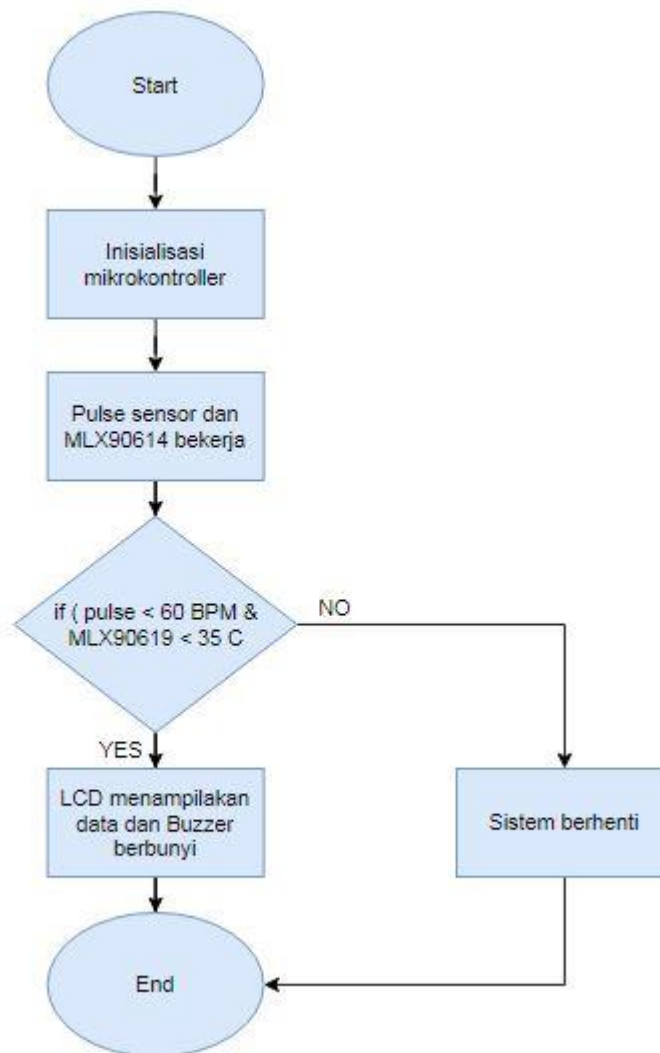 Start
Inisialisasi
mikrokontroller
Pulse sensor dan
MLX90614 bekerja
if ( pulse < 60 BPM &
MLX90619 < 35 C
NO
YES
LCD menampilakan
data dan Buzzer
berbunyi
Sistem berhenti
End